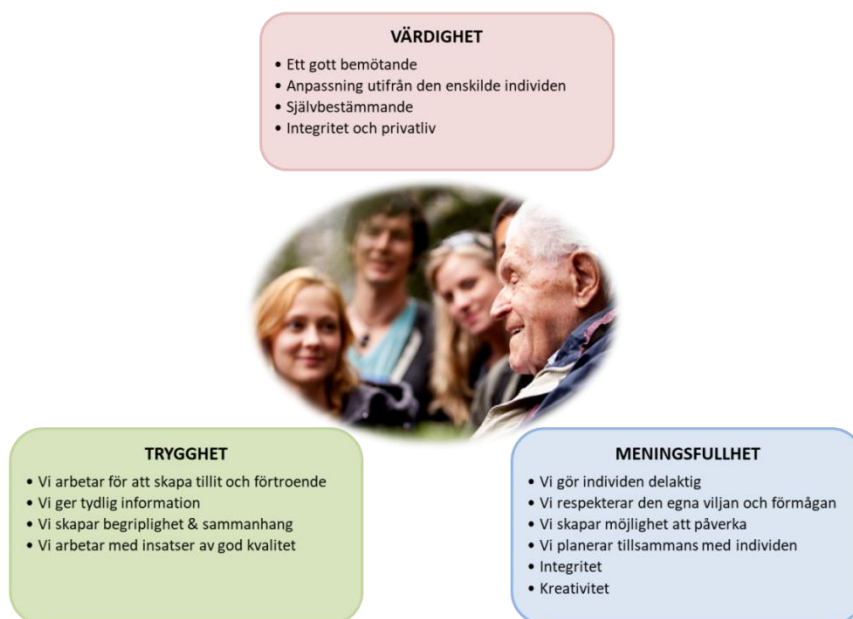 VÄRDIGHET
• Ett gott bemötande
• Anpassning utifrån den enskilde individen
• Självbestämmande
• Integritet och privatliv
TRYGGHET
• Vi arbetar för att skapa tillit och förtroende
• Vi ger tydlig information
• Vi skapar begriplighet & sammanhang
• Vi arbetar med insatser av god kvalitet
MENINGSFULLHET
• Vi gör individen delaktig
• Vi respekterar den egna viljan och förmågan
• Vi skapar möjlighet att påverka
• Vi planerar tillsammans med individen
• Integritet
• Kreativitet